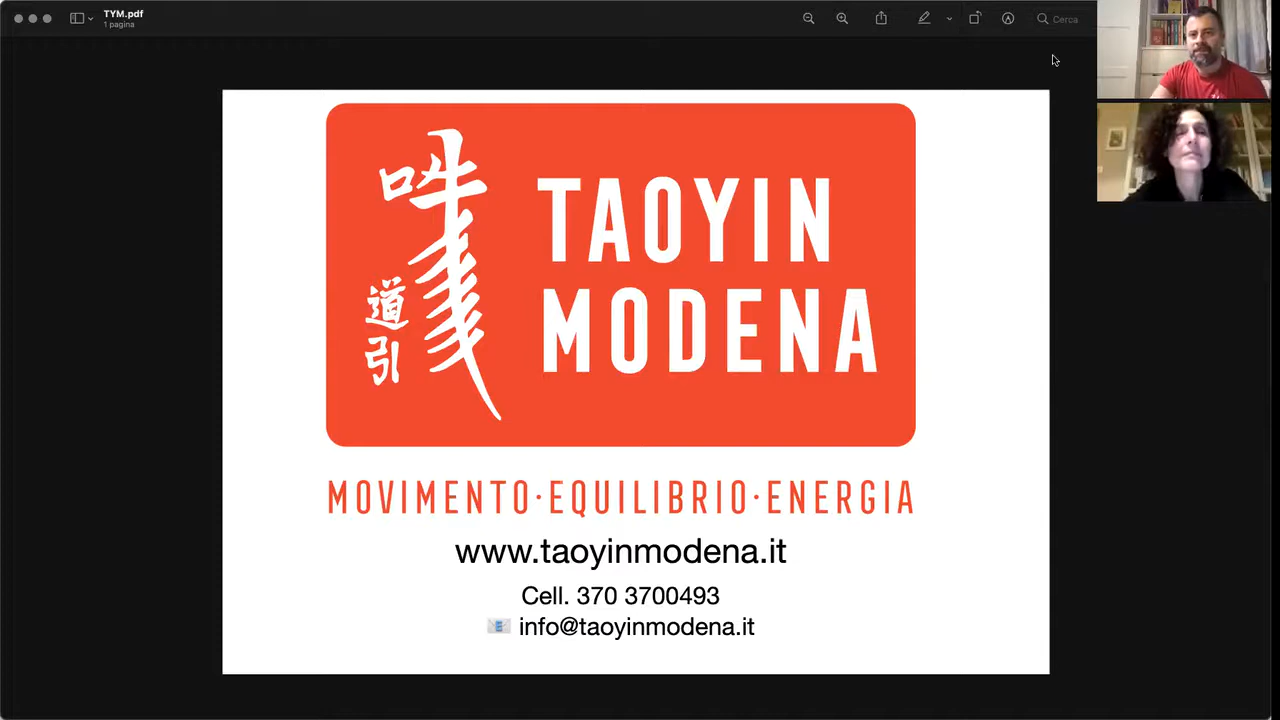 TYM.pdf
1 pagina
Cerca
道
引
TAOYIN
MODENA
MOVIMENTO·EQUILIBRIO·ENERGIA
www.taoyinmodena.it
Cell. 370 3700493
📧 info@taoyinmodena.it